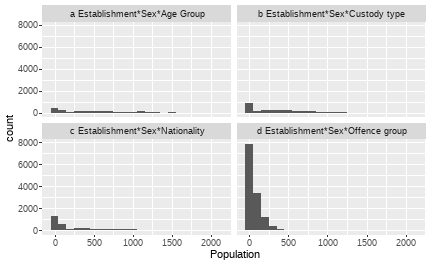 a Establishment*Sex*Age Group
b Establishment*Sex*Custody type
8000
6000
4000
2000
0
c Establishment*Sex*Nationality
d Establishment*Sex*Offence group
8000
6000
4000
2000
0
0 500 1000 1500 2000
0 500 1000 1500 2000
count
Population